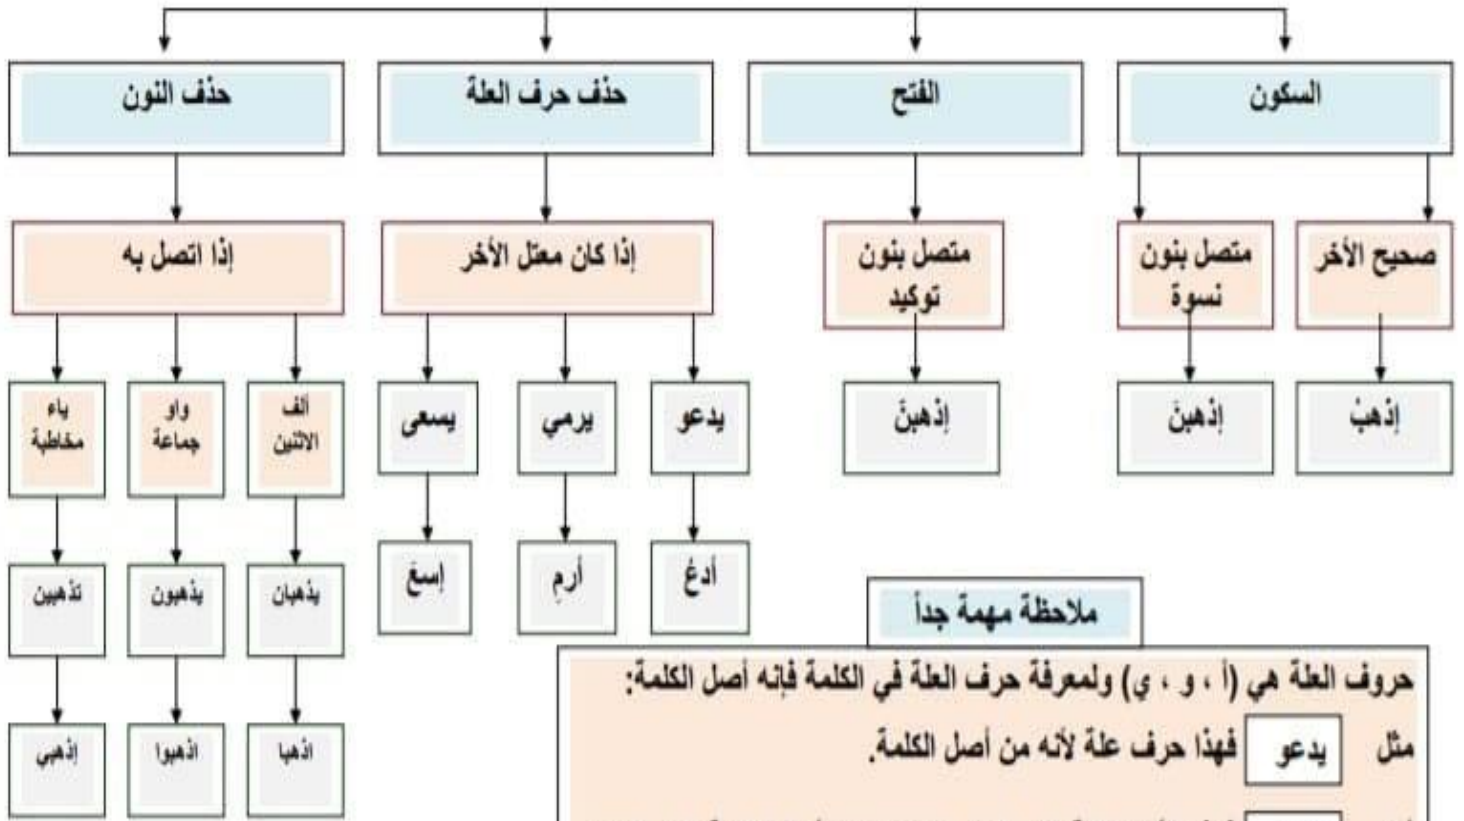 السكون
الفتح
حذف حرف العلة
حذف النون
صحيح الأخر
متصل بنون
نسوة
متصل بنون
توكيد
إذا كان معتل الأخر
إذا اتصل به
إذهبْ
إذهبنَ
إذهبنَ
يدعو
يرمي
يسعى
ألف
الاثنين
واو
جماعة
ياء
مخاطبة
أدعُ
أرمِ
إسعَ
يذهبان
يذهبون
تذهبين
اذهبا
اذهبوا
إذهبي
ملاحظة مهمة جداً
حروف العلة هي (أ ، و ، ي) ولمعرفة حرف العلة في الكلمة فإنه أصل الكلمة:
مثل يدعو فهذا حرف علة لأنه من أصل الكلمة.